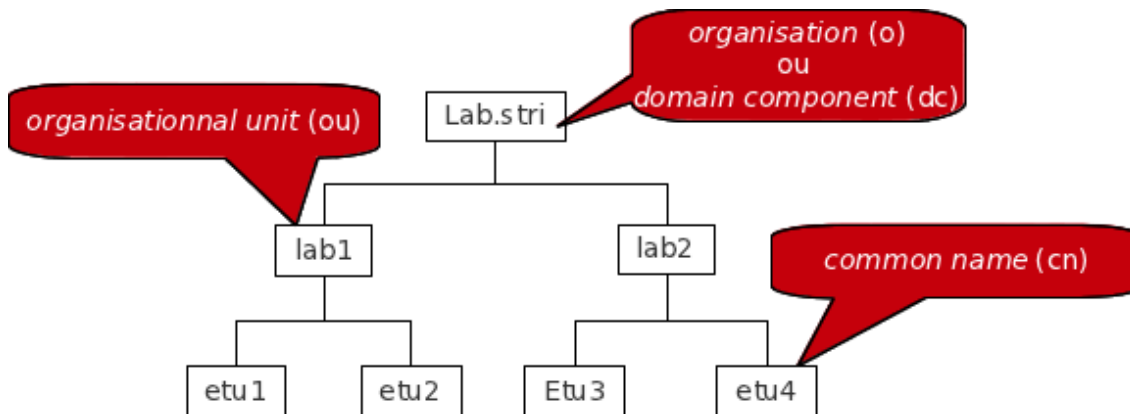 organisation (o)
ou
domain component (dc)
Lab.stri
organisationnal unit (ou)
lab1
lab2
common name (cn)
etu1
etu2
Etu3
etu4